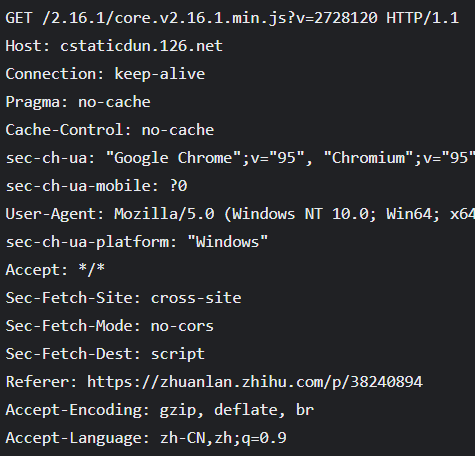 GET /2.16.1/core.v2.16.1.min.js?v=2728120 HTTP/1.1
Host: cstaticdun.126.net
Connection: keep-alive
Pragma: no-cache
Cache-Control: no-cache
sec-ch-ua: "Google Chrome";v="95", "Chromium";v="95"
sec-ch-ua-mobile: ?0
User-Agent: Mozilla/5.0 (Windows NT 10.0; Win64; x64
sec-ch-ua-platform: "Windows"
Accept: */*
Sec-Fetch-Site: cross-site
Sec-Fetch-Mode: no-cors
Sec-Fetch-Dest: script
Referer: https://zhuanlan.zhihu.com/p/38240894
Accept-Encoding: gzip, deflate, br
Accept-Language: zh-CN,zh;q=0.9